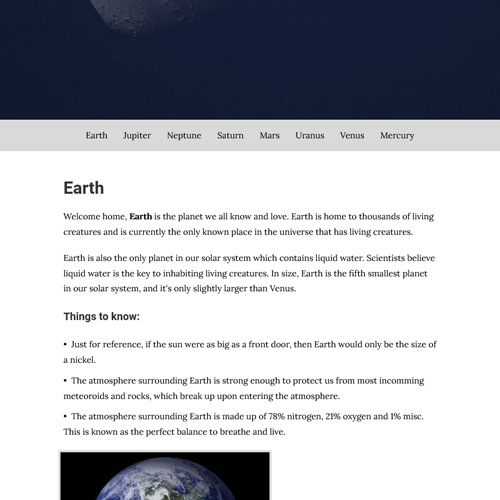 Earth Jupiter Neptune Saturn Mars Uranus Venus Mercury
Earth
Welcome home, Earth is the planet we all know and love. Earth is home to thousands of living
creatures and is currently the only known place in the universe that has living creatures.
Earth is also the only planet in our solar system which contains liquid water. Scientists believe
liquid water is the key to inhabiting living creatures. In size, Earth is the fifth smallest planet
in our solar system, and it's only slightly larger than Venus.
Things to know:
• Just for reference, if the sun were as big as a front door, then Earth would only be the size of
a nickel.
• The atmosphere surrounding Earth is strong enough to protect us from most incomming
meteoroids and rocks, which break up upon entering the atmosphere.
• The atmosphere surrounding Earth is made up of 78% nitrogen, 21% oxygen and 1% misc.
This is known as the perfect balance to breathe and live.